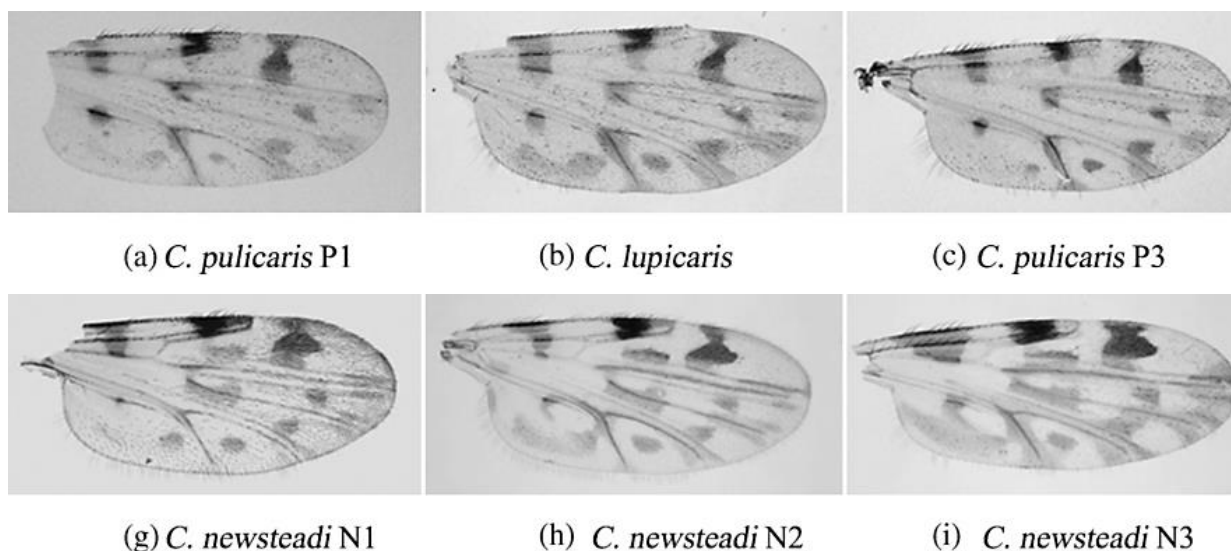 (a) C. pulicaris P1
(b) C. lupicaris
(c) C. pulicaris P3
(g) C. newsteadi N1
(h) C. newsteadi N2
(i) C. newsteadi N3